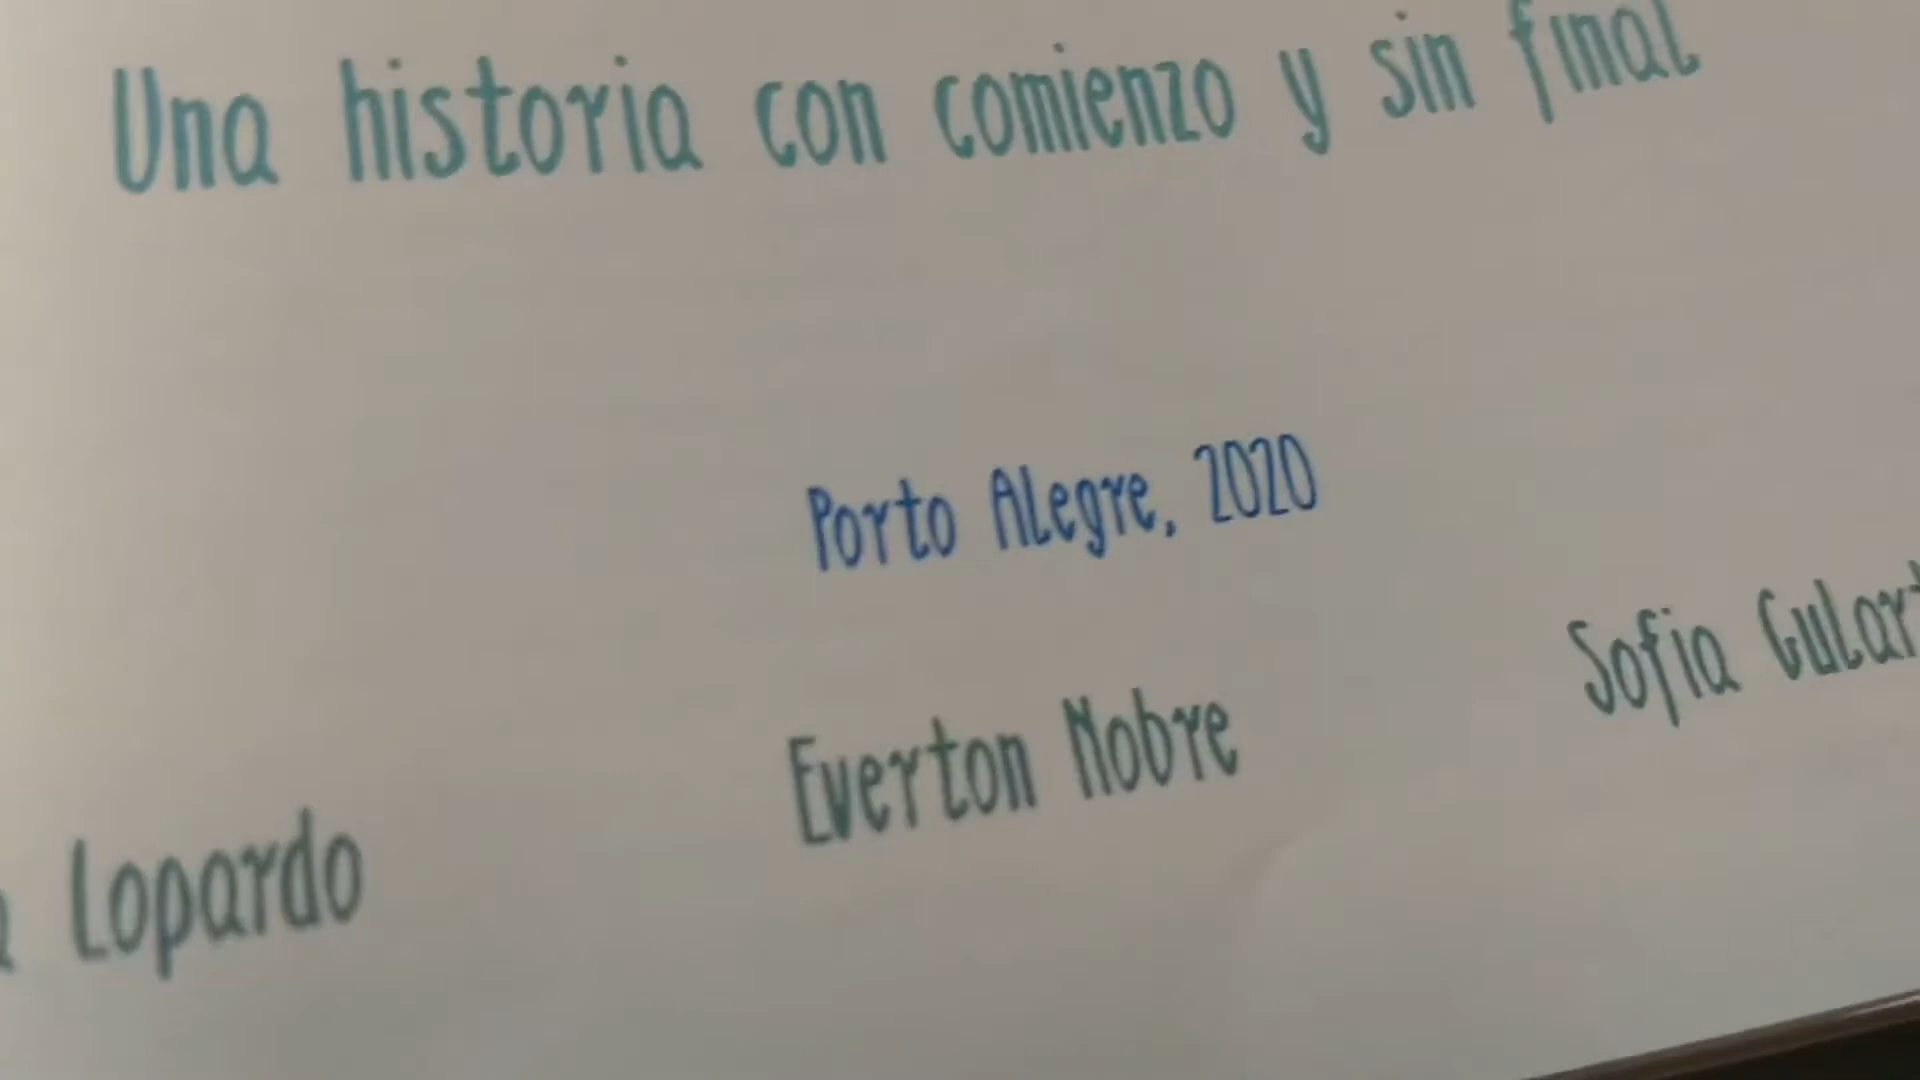 Una historia con comienzo y sin final
Porto Alegre, 2020
Lopardo Everton Nobre Sofia